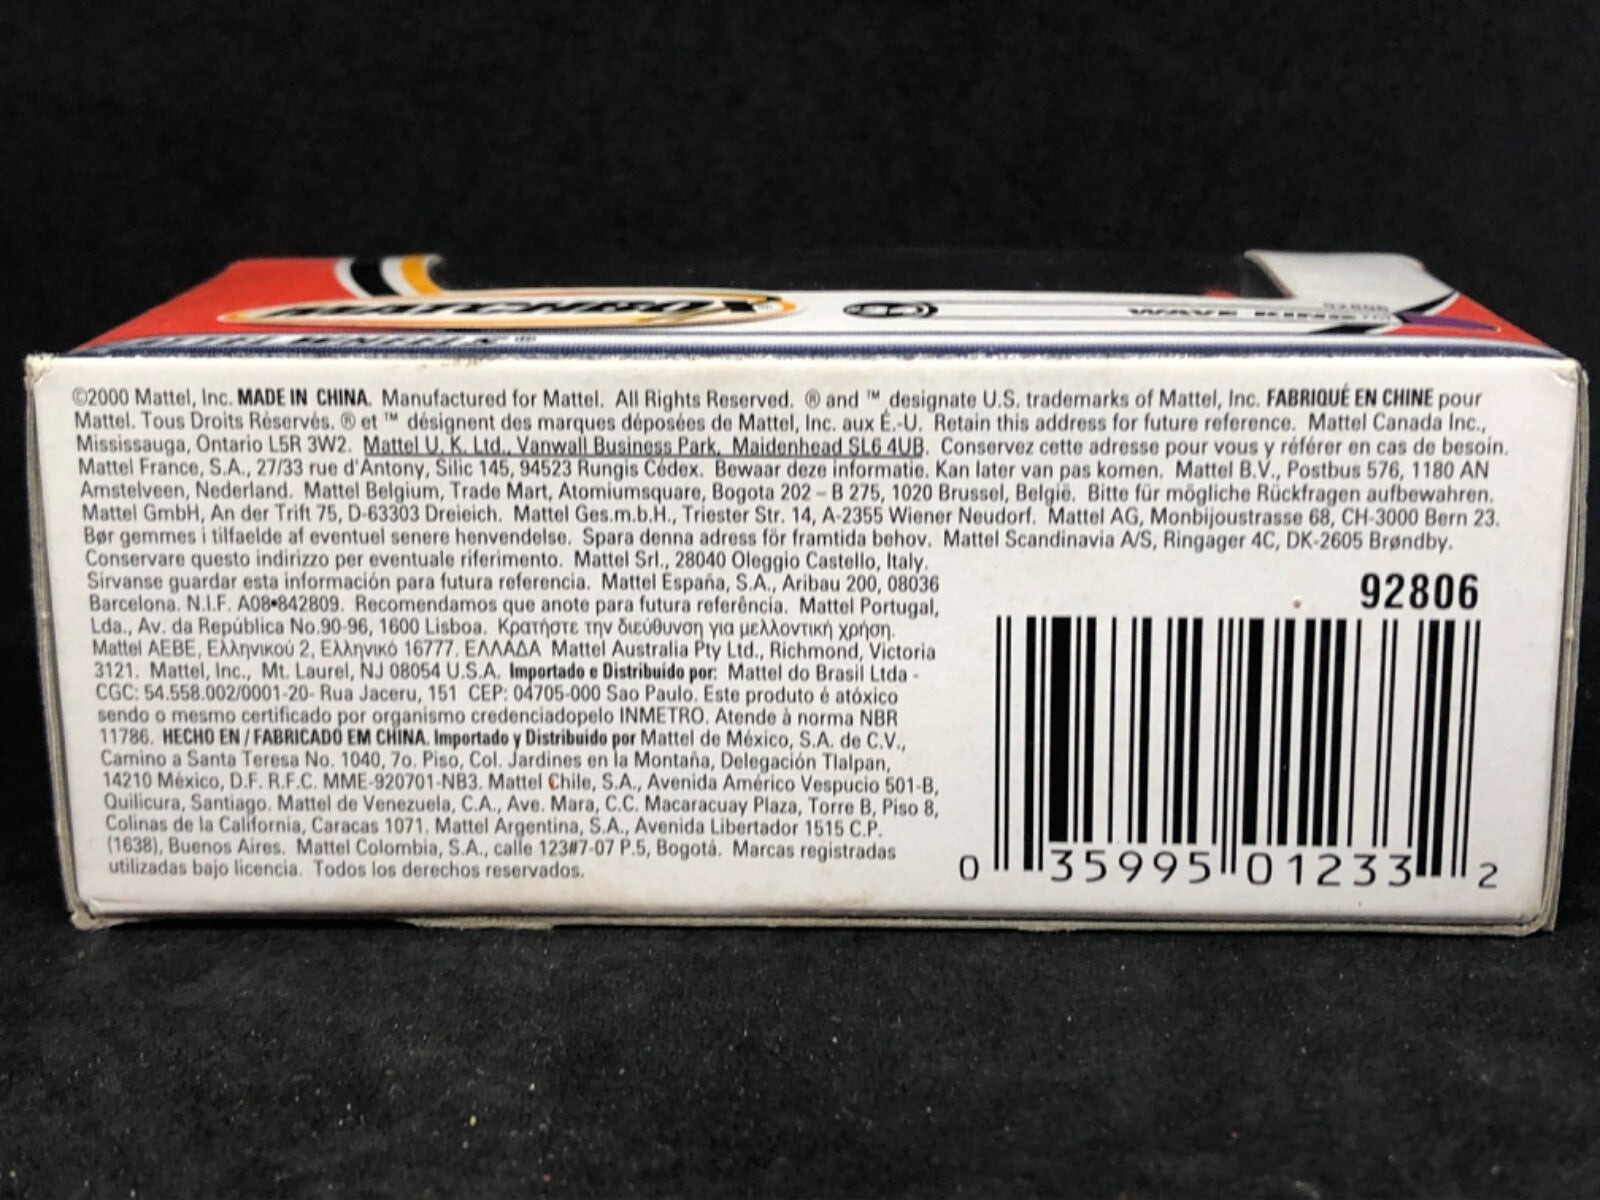 MATCHBOX
WHEELS
WAVE KING™
92806
©2000 Mattel, Inc. MADE IN CHINA. Manufactured for Mattel. All Rights Reserved. ® and ™ designate U.S. trademarks of Mattel, Inc. FABRIQUÉ EN CHINE pour
Mattel. Tous Droits Réservés. ® et ™ désignent des marques déposées de Mattel, Inc. aux É.-U. Retain this address for future reference. Mattel Canada Inc.,
Mississauga, Ontario L5R 3W2. Mattel U. K. Ltd., Vanwall Business Park, Maidenhead SL6 4UB. Conservez cette adresse pour vous y référer en cas de besoin.
Mattel France, S.A., 27/33 rue d'Antony, Silic 145, 94523 Rungis Cédex. Bewaar deze informatie. Kan later van pas komen. Mattel B.V., Postbus 576, 1180 AN
Amstelveen, Nederland. Mattel Belgium, Trade Mart, Atomiumsquare, Bogota 202 – B 275, 1020 Brussel, België. Bitte für mögliche Rückfragen aufbewahren.
Mattel GmbH, An der Trift 75, D-63303 Dreieich. Mattel Ges.m.b.H., Triester Str. 14, A-2355 Wiener Neudorf. Mattel AG, Monbijoustrasse 68, CH-3000 Bern 23.
Bør gemmes i tilfaelde af eventuel senere henvendelse. Spara denna adress för framtida behov. Mattel Scandinavia A/S, Ringager 4C, DK-2605 Brøndby.
Conservare questo indirizzo per eventuale riferimento. Mattel Srl., 28040 Oleggio Castello, Italy.
Sírvanse guardar esta información para futura referencia. Mattel España, S.A., Aribau 200, 08036
Barcelona. N.I.F. A08•842809. Recomendamos que anote para futura referência. Mattel Portugal,
Lda., Av. da República No.90-96, 1600 Lisboa. Κρατήστε την διεύθυνση για μελλοντική χρήση.
Mattel AEBE, Ελληνικού 2, Ελληνικό 16777. ΕΛΛΑΔΑ Mattel Australia Pty Ltd., Richmond, Victoria
3121. Mattel, Inc., Mt. Laurel, NJ 08054 U.S.A. Importado e Distribuído por: Mattel do Brasil Ltda -
CGC: 54.558.002/0001-20- Rua Jaceru, 151 CEP: 04705-000 Sao Paulo. Este produto é atóxico
sendo o mesmo certificado por organismo credenciadopelo INMETRO. Atende à norma NBR
11786. HECHO EN / FABRICADO EM CHINA. Importado y Distribuido por Mattel de México, S.A. de C.V.,
Camino a Santa Teresa No. 1040, 7o. Piso, Col. Jardines en la Montaña, Delegación Tlalpan,
14210 México, D.F. R.F.C. MME-920701-NB3. Mattel Chile, S.A., Avenida Américo Vespucio 501-B,
Quilicura, Santiago. Mattel de Venezuela, C.A., Ave. Mara, C.C. Macaracuay Plaza, Torre B, Piso 8,
Colinas de la California, Caracas 1071. Mattel Argentina, S.A., Avenida Libertador 1515 C.P.
(1638), Buenos Aires. Mattel Colombia, S.A., calle 123#7-07 P.5, Bogotá. Marcas registradas
utilizadas bajo licencia. Todos los derechos reservados.
92806
0 35995 01233 2